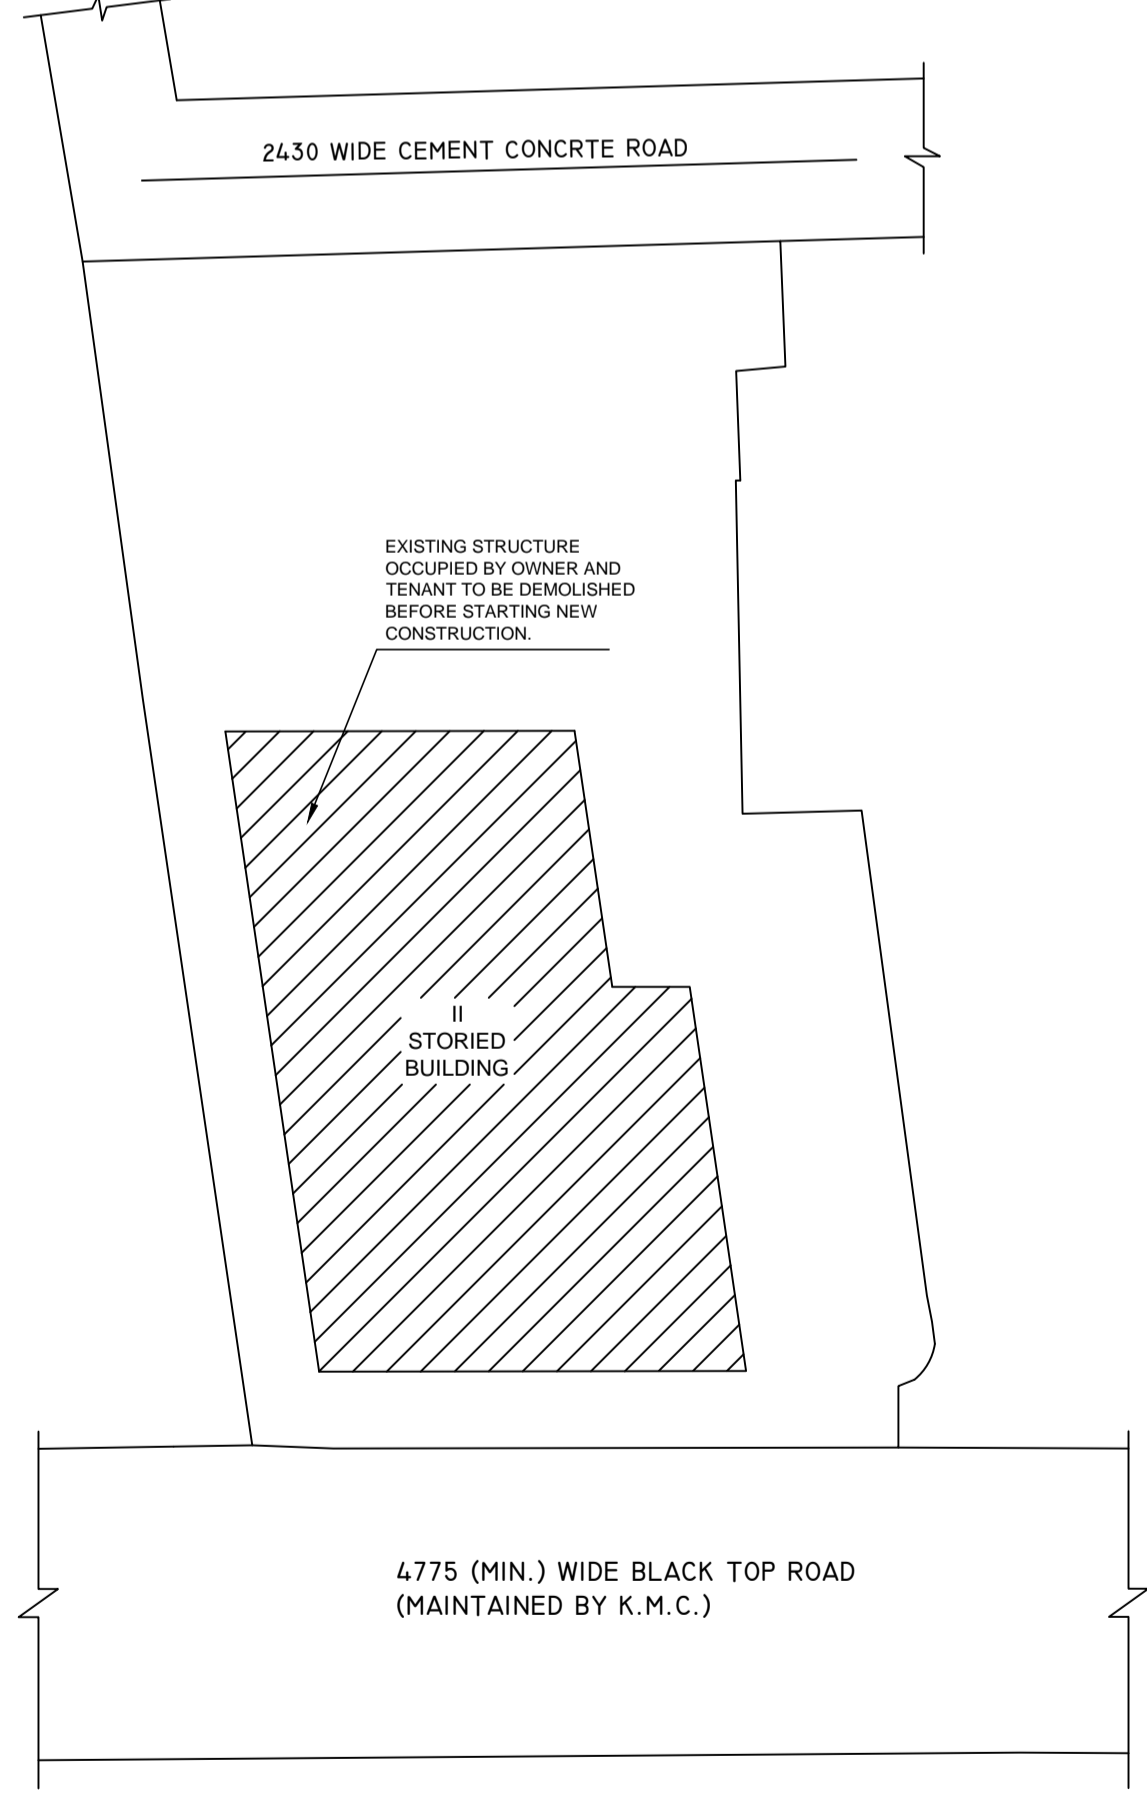 2430 WIDE CEMENT CONCRTE ROAD
EXISTING STRUCTURE
OCCUPIED BY OWNER AND
TENANT TO BE DEMOLISHED
BEFORE STARTING NEW
CONSTRUCTION.
II
STORIED
BUILDING
4775 (MIN.) WIDE BLACK TOP ROAD
(MAINTAINED BY K.M.C.)